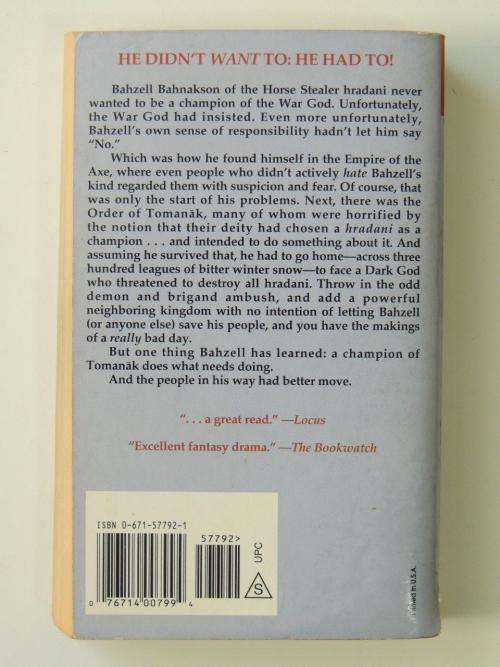 HE DIDN'T WANT TO: HE HAD TO!
Bahzell Bahnakson of the Horse Stealer hradani never
wanted to be a champion of the War God. Unfortunately,
the War God had insisted. Even more unfortunately,
Bahzell's own sense of responsibility hadn't let him say
"No."
Which was how he found himself in the Empire of the
Axe, where even people who didn't actively hate Bahzell's
kind regarded them with suspicion and fear. Of course, that
was only the start of his problems. Next, there was the
Order of Tomanāk, many of whom were horrified by
the notion that their deity had chosen a hradani as a
champion . . . and intended to do something about it. And
assuming he survived that, he had to go home—across three
hundred leagues of bitter winter snow—to face a Dark God
who threatened to destroy all hradani. Throw in the odd
demon and brigand ambush, and add a powerful
neighboring kingdom with no intention of letting Bahzell
(or anyone else) save his people, and you have the makings
of a really bad day.
But one thing Bahzell has learned: a champion of
Tomanāk does what needs doing.
And the people in his way had better move.
". . . a great read." —Locus
"Excellent fantasy drama." —The Bookwatch
ISBN 0-671-57792-1
57792>
UPC
S
0 76714 00799 4
in U.S.A.